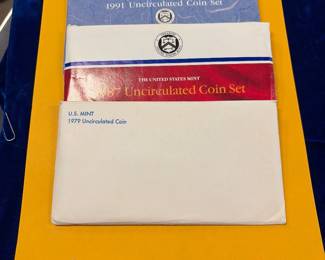 1991 Uncirculated Coin Set
THE UNITED STATES MINT
1987 Uncirculated Coin Set
U.S. MINT
1979 Uncirculated Coin